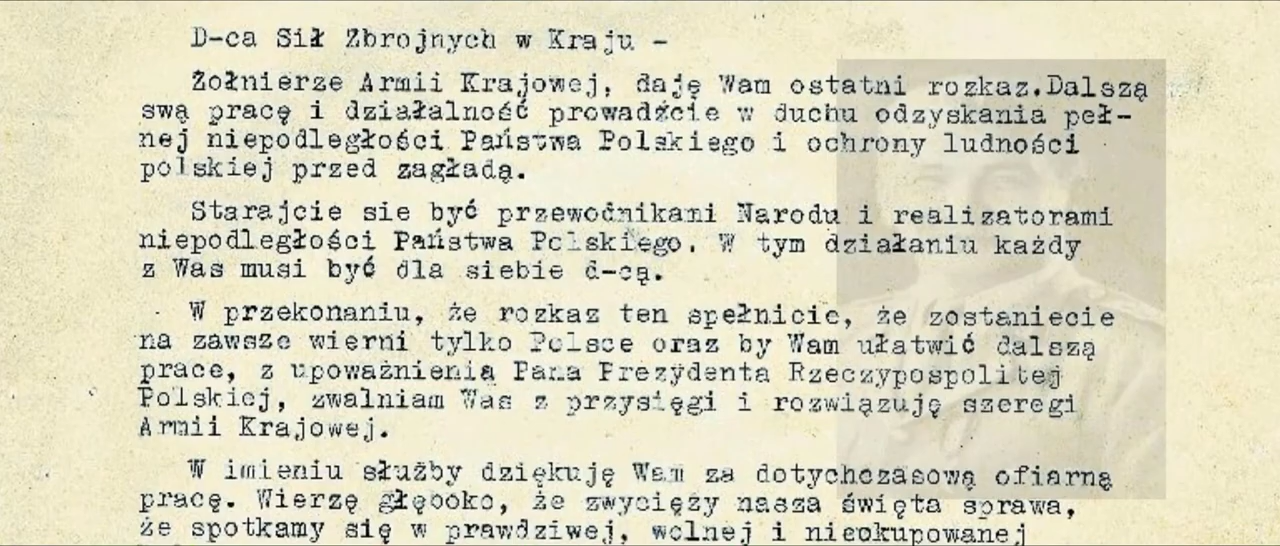 D-ca Sił Zbrojnych w Kraju -
Żołnierze Armii Krajowej, daję Wam ostatni rozkaz.Dalszą
swą pracę i działalność prowadźcie w duchu odzyskania peł-
nej niepodległości Państwa Polskiego i ochrony ludności
polskiej przed zagładą.
Starajcie sie być przewodnikami Narodu i realizatorami
niepodległości Państwa Polskiego. W tym działaniu każdy
z Was musi być dla siebie d-cą.
W przekonaniu, że rozkaz ten spełnicie, że zostaniecie
na zawsze wierni tylko Polsce oraz by Wam ułatwić dalszą
prace, z upoważnienia Pana Prezydenta Rzeczypospolitej
Polskiej, zwalniam Was z przysięgi i rozwiązuję szeregi
Armii Krajowej.
W imieniu służby dziękuję Wam za dotychczasową ofiarną
pracę. Wierzę głęboko, że zwycięży nasza święta sprawa,
że spotkamy się w prawdziwej, wolnej i nieokupowanej